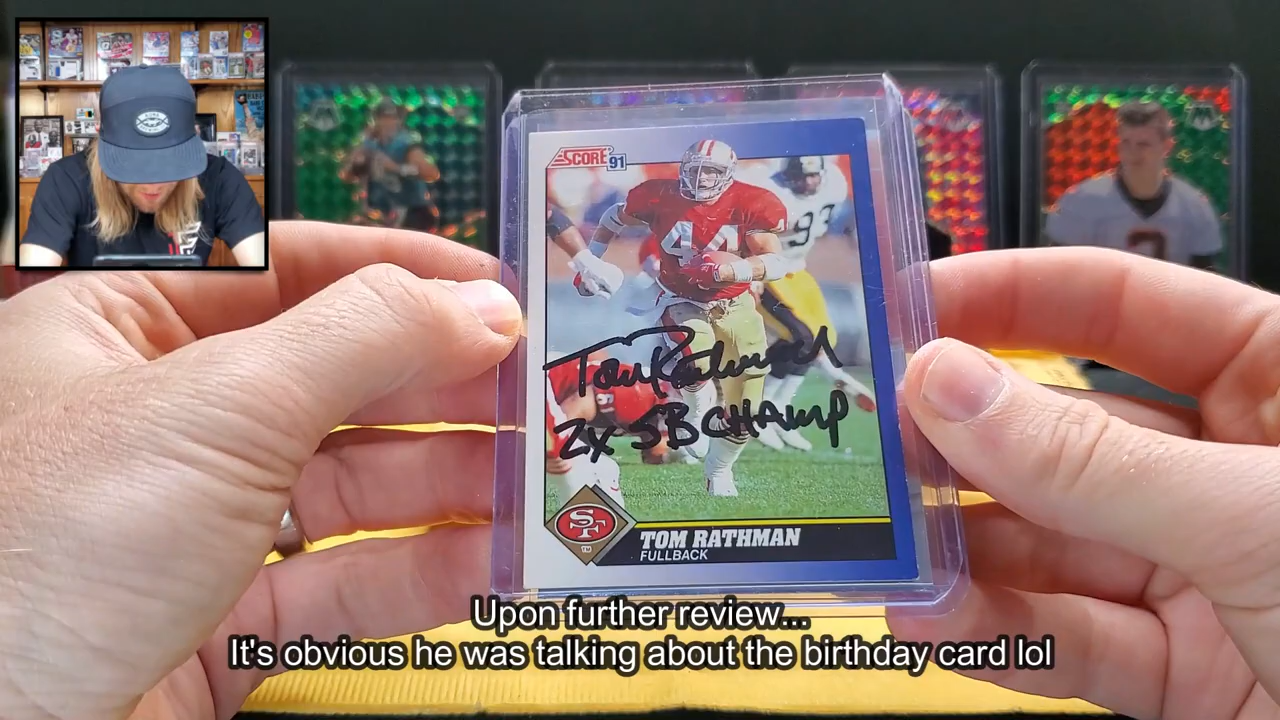 SCORE 91
44
93
Tom Rathman
2x SB CHAMP
SF
TM
TOM RATHMAN
FULLBACK
Upon further review...
It's obvious he was talking about the birthday card lol